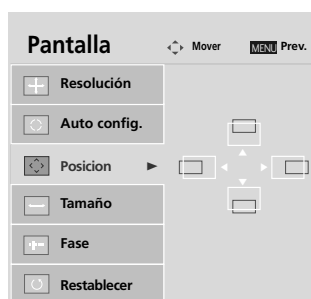 Pantalla Mover MENU Prev.
Resolución
Auto config.
Posicion
Tamaño
Fase
Restablecer